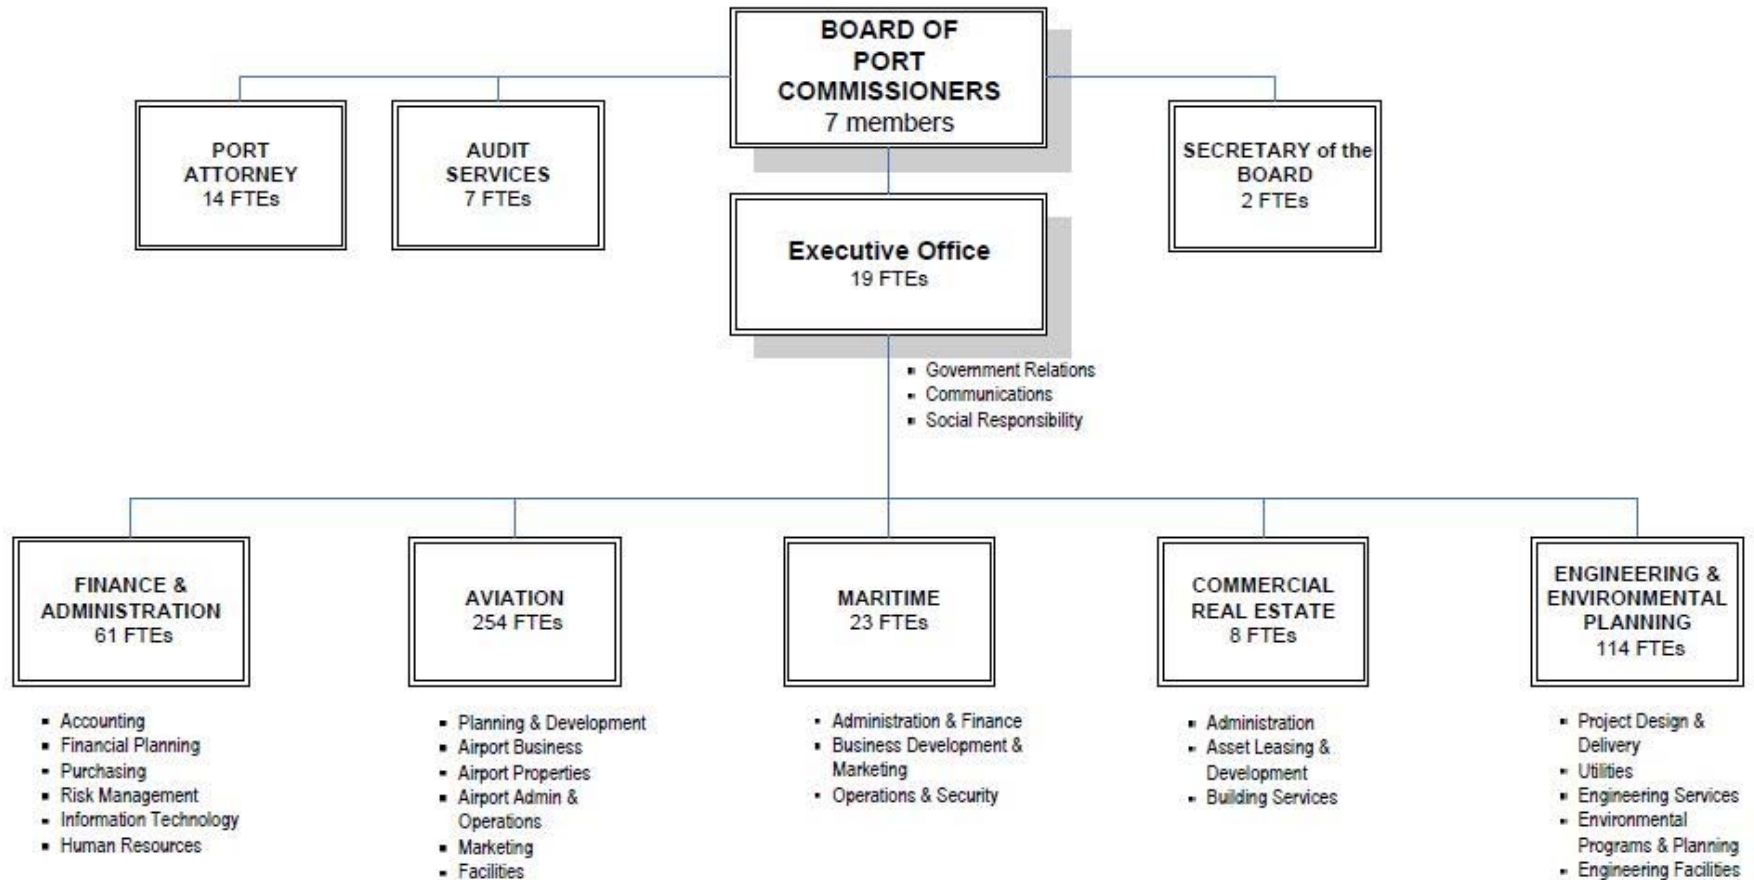 BOARD OF
PORT
COMMISSIONERS
7 members
PORT
ATTORNEY
14 FTEs
AUDIT
SERVICES
7 FTEs
SECRETARY of the
BOARD
2 FTEs
Executive Office
19 FTEs
▪ Government Relations
▪ Communications
▪ Social Responsibility
FINANCE &
ADMINISTRATION
61 FTEs
AVIATION
254 FTEs
MARITIME
23 FTEs
COMMERCIAL
REAL ESTATE
8 FTEs
ENGINEERING &
ENVIRONMENTAL
PLANNING
114 FTEs
▪ Accounting
▪ Financial Planning
▪ Purchasing
▪ Risk Management
▪ Information Technology
▪ Human Resources
▪ Planning & Development
▪ Airport Business
▪ Airport Properties
▪ Airport Admin &
Operations
▪ Marketing
▪ Facilities
▪ Administration & Finance
▪ Business Development &
Marketing
▪ Operations & Security
▪ Administration
▪ Asset Leasing &
Development
▪ Building Services
▪ Project Design &
Delivery
▪ Utilities
▪ Engineering Services
▪ Environmental
Programs & Planning
▪ Engineering Facilities